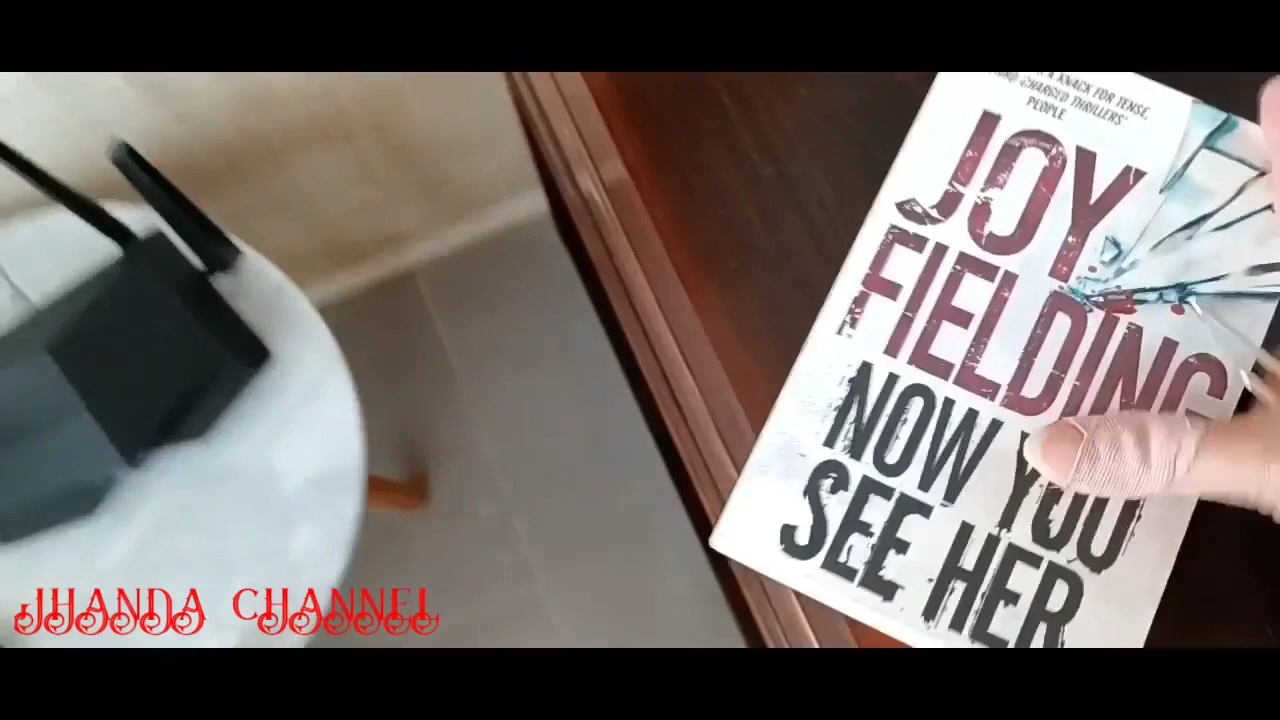 A KNACK FOR TENSE,
CHARGED THRILLERS'
PEOPLE
JOY
FIELDING
NOW YOU
SEE HER
JHANDA CHANNEL